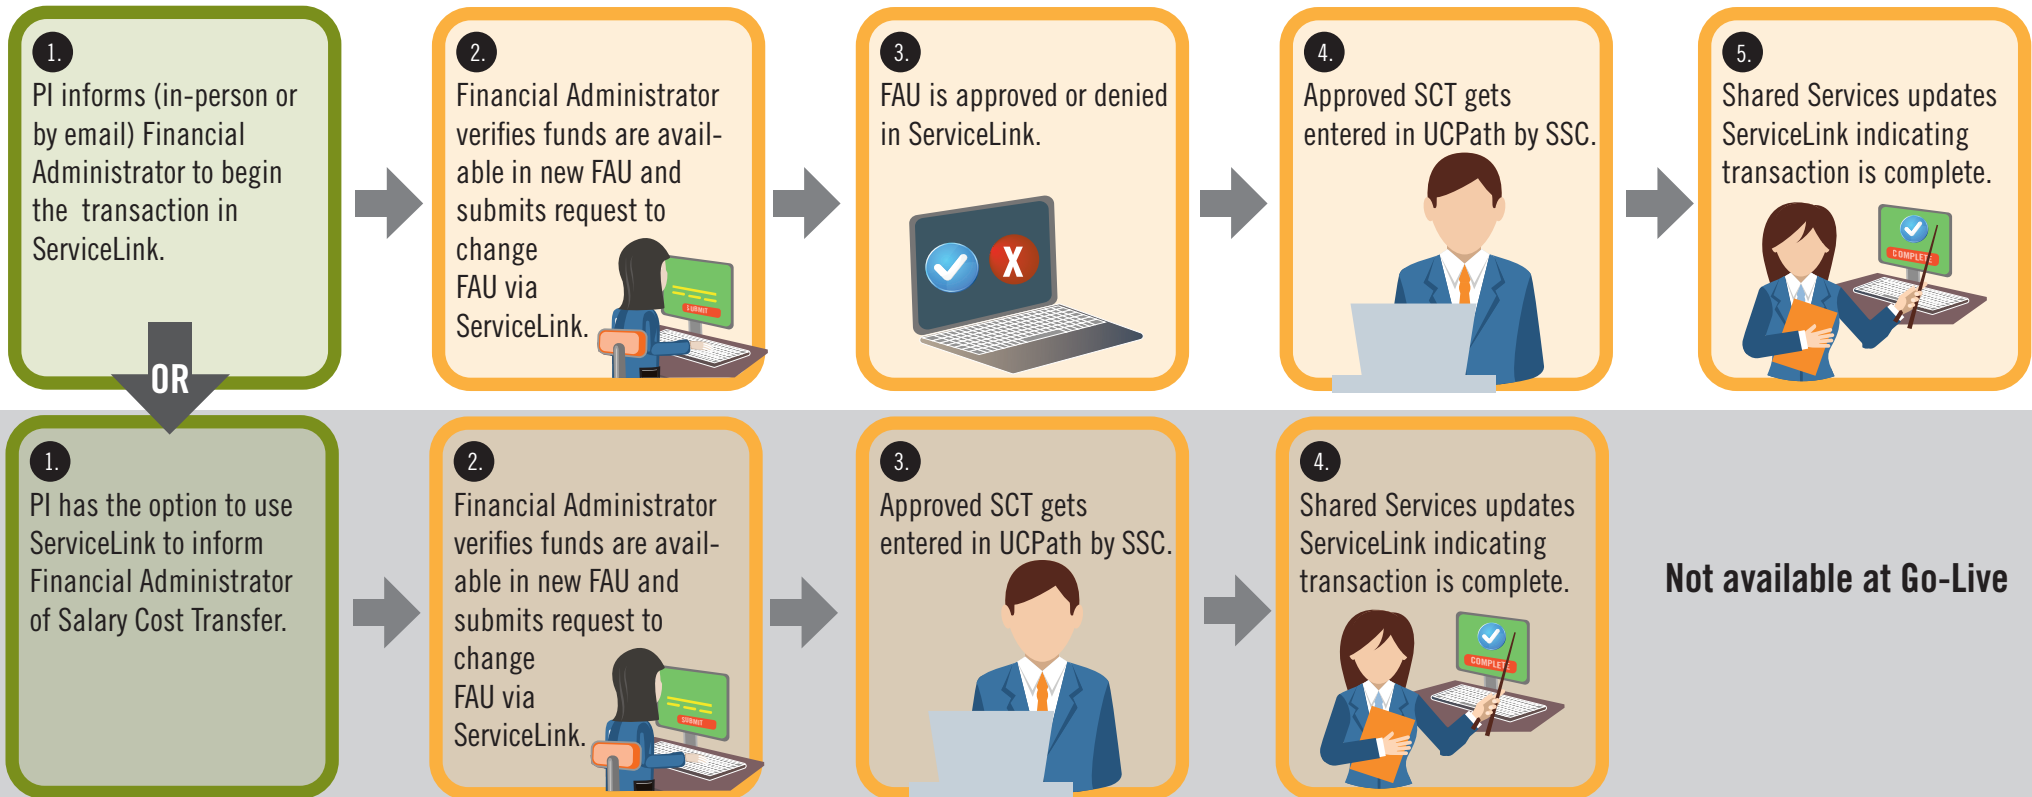 1.
PI informs (in-person or
by email) Financial
Administrator to begin
the transaction in
ServiceLink.
2.
Financial Administrator
verifies funds are avail-
able in new FAU and
submits request to
change
FAU via
ServiceLink.
SUBMIT
3.
FAU is approved or denied
in ServiceLink.
X
4.
Approved SCT gets
entered in UCPath by SSC.
5.
Shared Services updates
ServiceLink indicating
transaction is complete.
COMPLETE
OR
1.
PI has the option to use
ServiceLink to inform
Financial Administrator
of Salary Cost Transfer.
2.
Financial Administrator
verifies funds are avail-
able in new FAU and
submits request to
change
FAU via
ServiceLink.
SUBMIT
3.
Approved SCT gets
entered in UCPath by SSC.
4.
Shared Services updates
ServiceLink indicating
transaction is complete.
COMPLETE
Not available at Go-Live